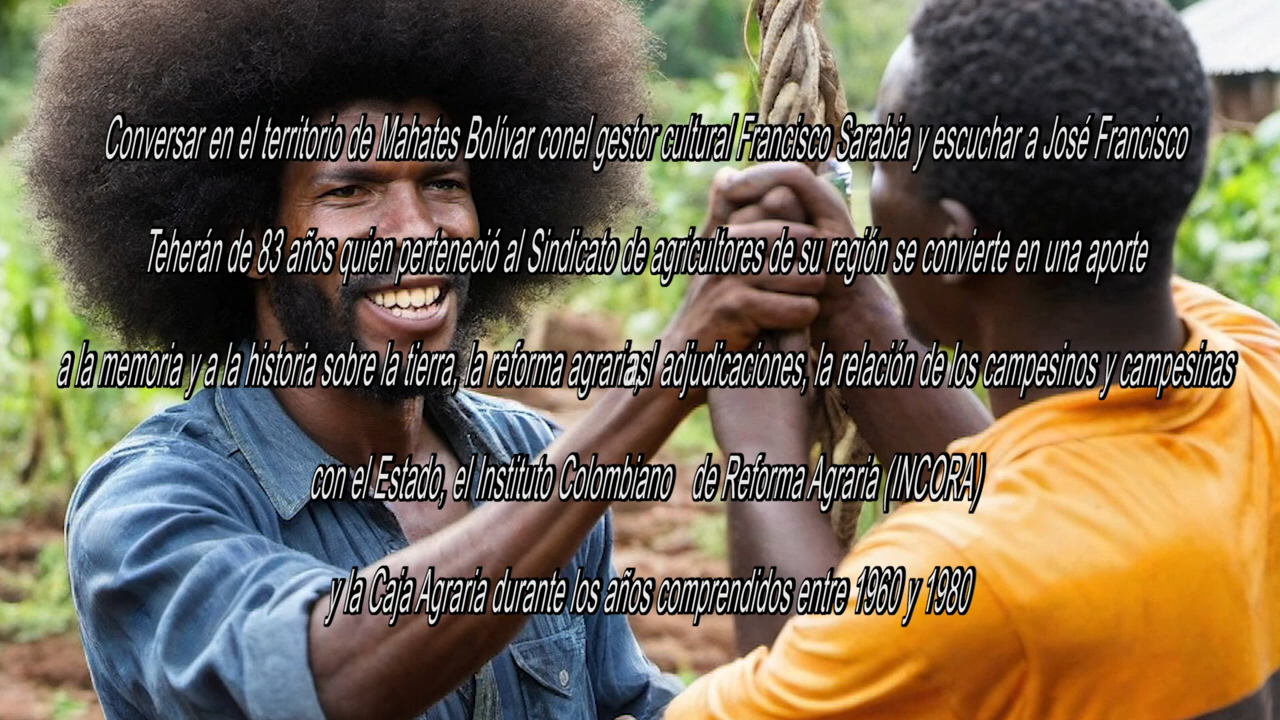 Conversar en el territorio de Mahates Bolívar conel gestor cultural Francisco Sarabia y escuchar a José Francisco
Teherán de 83 años quien perteneció al Sindicato de agricultores de su región se convierte en una aporte
a la memoria y a la historia sobre la tierra, la reforma agraria, adjudicaciones, la relación de los campesinos y campesinas
con el Estado, el Instituto Colombiano de Reforma Agraria (INCORA)
y la Caja Agraria durante los años comprendidos entre 1960 y 1980